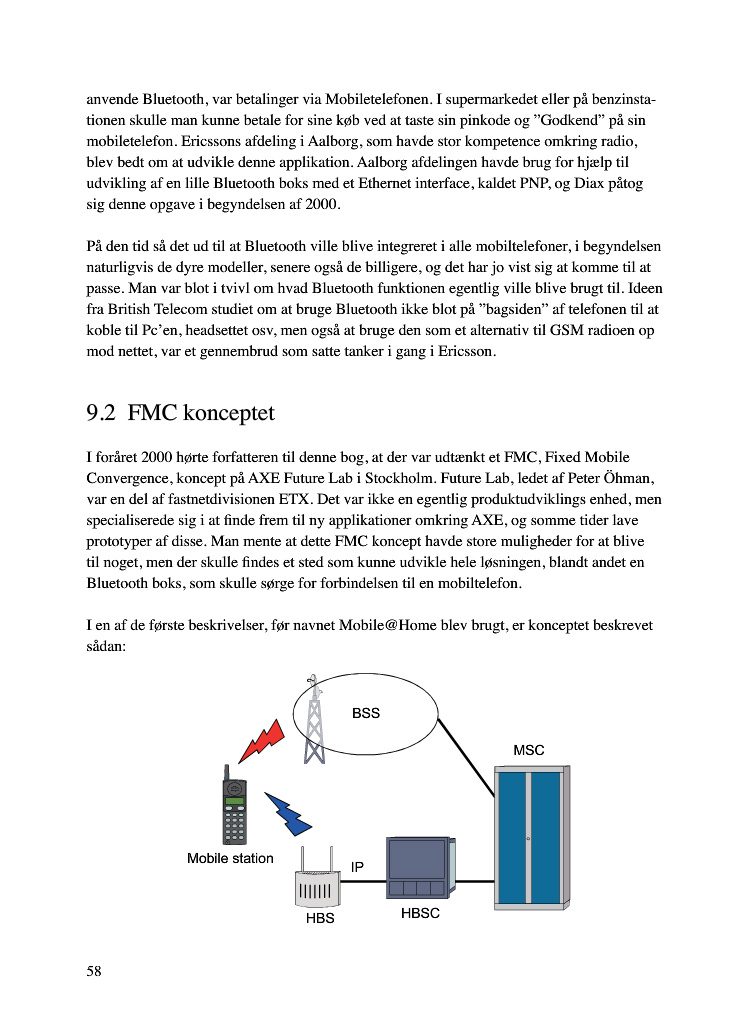 anvende Bluetooth, var betalinger via Mobiletelefonen. I supermarkedet eller på benzinsta-
tionen skulle man kunne betale for sine køb ved at taste sin pinkode og ”Godkend” på sin
mobiletelefon. Ericssons afdeling i Aalborg, som havde stor kompetence omkring radio,
blev bedt om at udvikle denne applikation. Aalborg afdelingen havde brug for hjælp til
udvikling af en lille Bluetooth boks med et Ethernet interface, kaldet PNP, og Diax påtog
sig denne opgave i begyndelsen af 2000.
På den tid så det ud til at Bluetooth ville blive integreret i alle mobiltelefoner, i begyndelsen
naturligvis de dyre modeller, senere også de billigere, og det har jo vist sig at komme til at
passe. Man var blot i tvivl om hvad Bluetooth funktionen egentlig ville blive brugt til. Ideen
fra British Telecom studiet om at bruge Bluetooth ikke blot på ”bagsiden” af telefonen til at
koble til Pc’en, headsettet osv, men også at bruge den som et alternativ til GSM radioen op
mod nettet, var et gennembrud som satte tanker i gang i Ericsson.
9.2 FMC konceptet
I foråret 2000 hørte forfatteren til denne bog, at der var udtænkt et FMC, Fixed Mobile
Convergence, koncept på AXE Future Lab i Stockholm. Future Lab, ledet af Peter Öhman,
var en del af fastnetdivisionen ETX. Det var ikke en egentlig produktudviklings enhed, men
specialiserede sig i at finde frem til ny applikationer omkring AXE, og somme tider lave
prototyper af disse. Man mente at dette FMC koncept havde store muligheder for at blive
til noget, men der skulle findes et sted som kunne udvikle hele løsningen, blandt andet en
Bluetooth boks, som skulle sørge for forbindelsen til en mobiltelefon.
I en af de første beskrivelser, før navnet Mobile@Home blev brugt, er konceptet beskrevet
sådan:
BSS
MSC
Mobile station
IP
HBS
HBSC
58